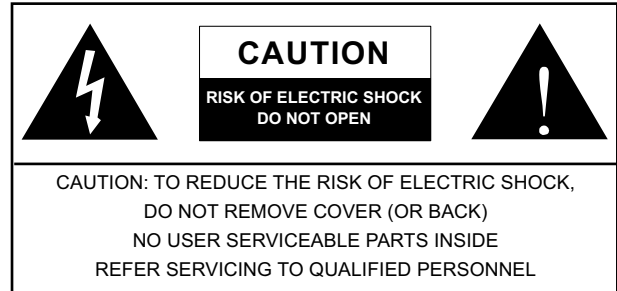 CAUTION
RISK OF ELECTRIC SHOCK
DO NOT OPEN
CAUTION: TO REDUCE THE RISK OF ELECTRIC SHOCK,
DO NOT REMOVE COVER (OR BACK)
NO USER SERVICEABLE PARTS INSIDE
REFER SERVICING TO QUALIFIED PERSONNEL